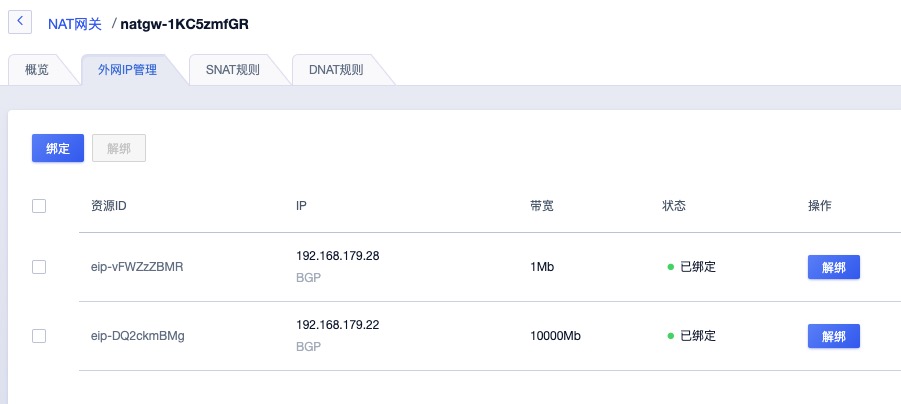 NAT网关 / natgw-1KC5zmfGR
概览 外网IP管理 SNAT规则 DNAT规则
绑定 解绑
资源ID IP 带宽 状态 操作
eip-vFWZzZBMR 192.168.179.28 1Mb 已绑定 解绑
BGP
eip-DQ2ckmBMg 192.168.179.22 10000Mb 已绑定 解绑
BGP